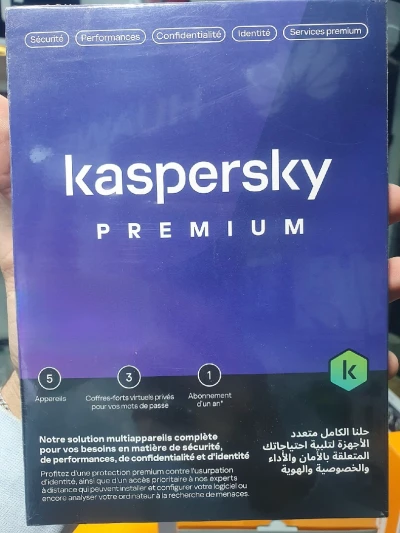 Sécurité Performances Confidentialité Identité Services premium
kaspersky
PREMIUM
5 3 1
Appareils Coffres-forts virtuels privés Abonnement
pour vos mots de passe d'un an*
k
Notre solution multiappareils complète
pour vos besoins en matière de sécurité,
de performances, de confidentialité et d'identité
Profitez d'une protection premium contre l'usurpation
d'identité, ainsi que d'un accès prioritaire à nos experts
à distance qui peuvent installer et configurer votre logiciel ou
encore analyser votre ordinateur à la recherche de menaces.
حلنا الكامل متعدد
الأجهزة لتلبية احتياجاتك
المتعلقة بالأمان والأداء
والخصوصية والهوية